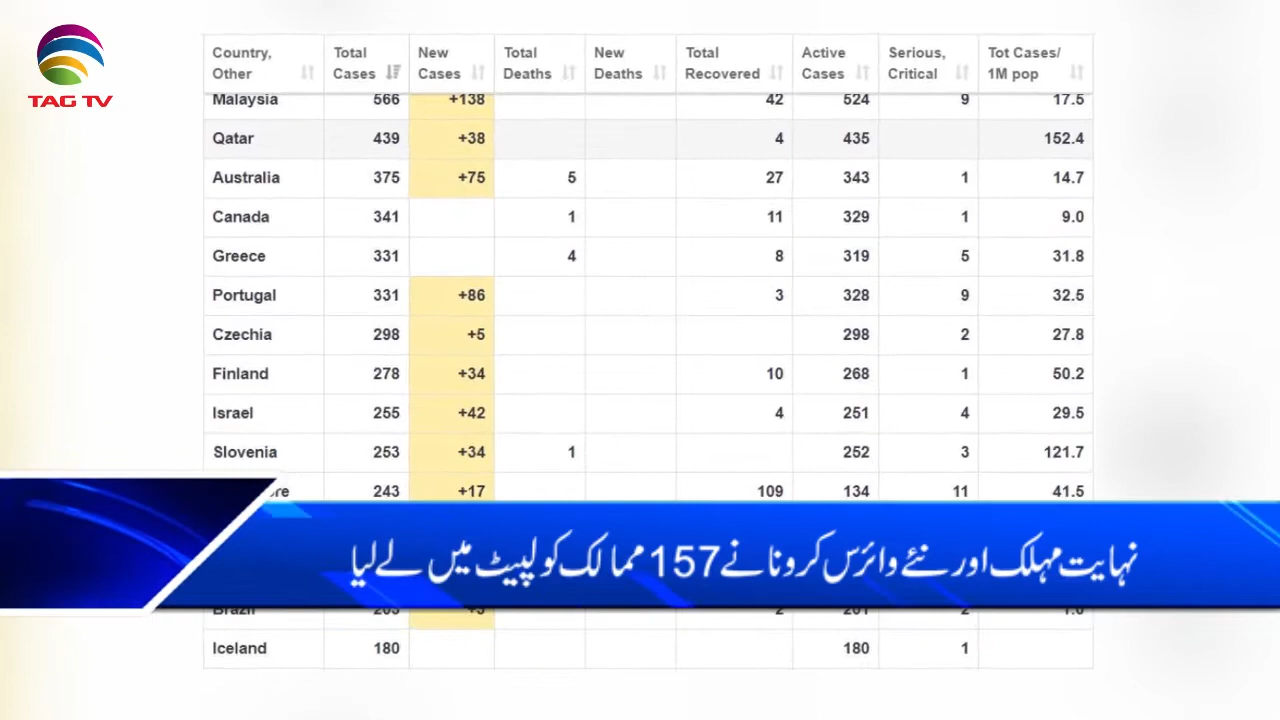 TAG TV
Country, Other Total Cases New Cases Total Deaths New Deaths Total Recovered Active Cases Serious, Critical Tot Cases/ 1M pop
Malaysia 566 +138 42 524 9 17.5
Qatar 439 +38 4 435 152.4
Australia 375 +75 5 27 343 1 14.7
Canada 341 1 11 329 1 9.0
Greece 331 4 8 319 5 31.8
Portugal 331 +86 3 328 9 32.5
Czechia 298 +5 298 2 27.8
Finland 278 +34 10 268 1 50.2
Israel 255 +42 4 251 4 29.5
Slovenia 253 +34 1 252 3 121.7
243 +17 109 134 11 41.5
نہایت مہلک اور نئے وائرس کرونا نے 157 ممالک کو لپیٹ میں لے لیا
Brazil
Iceland 180 180 1